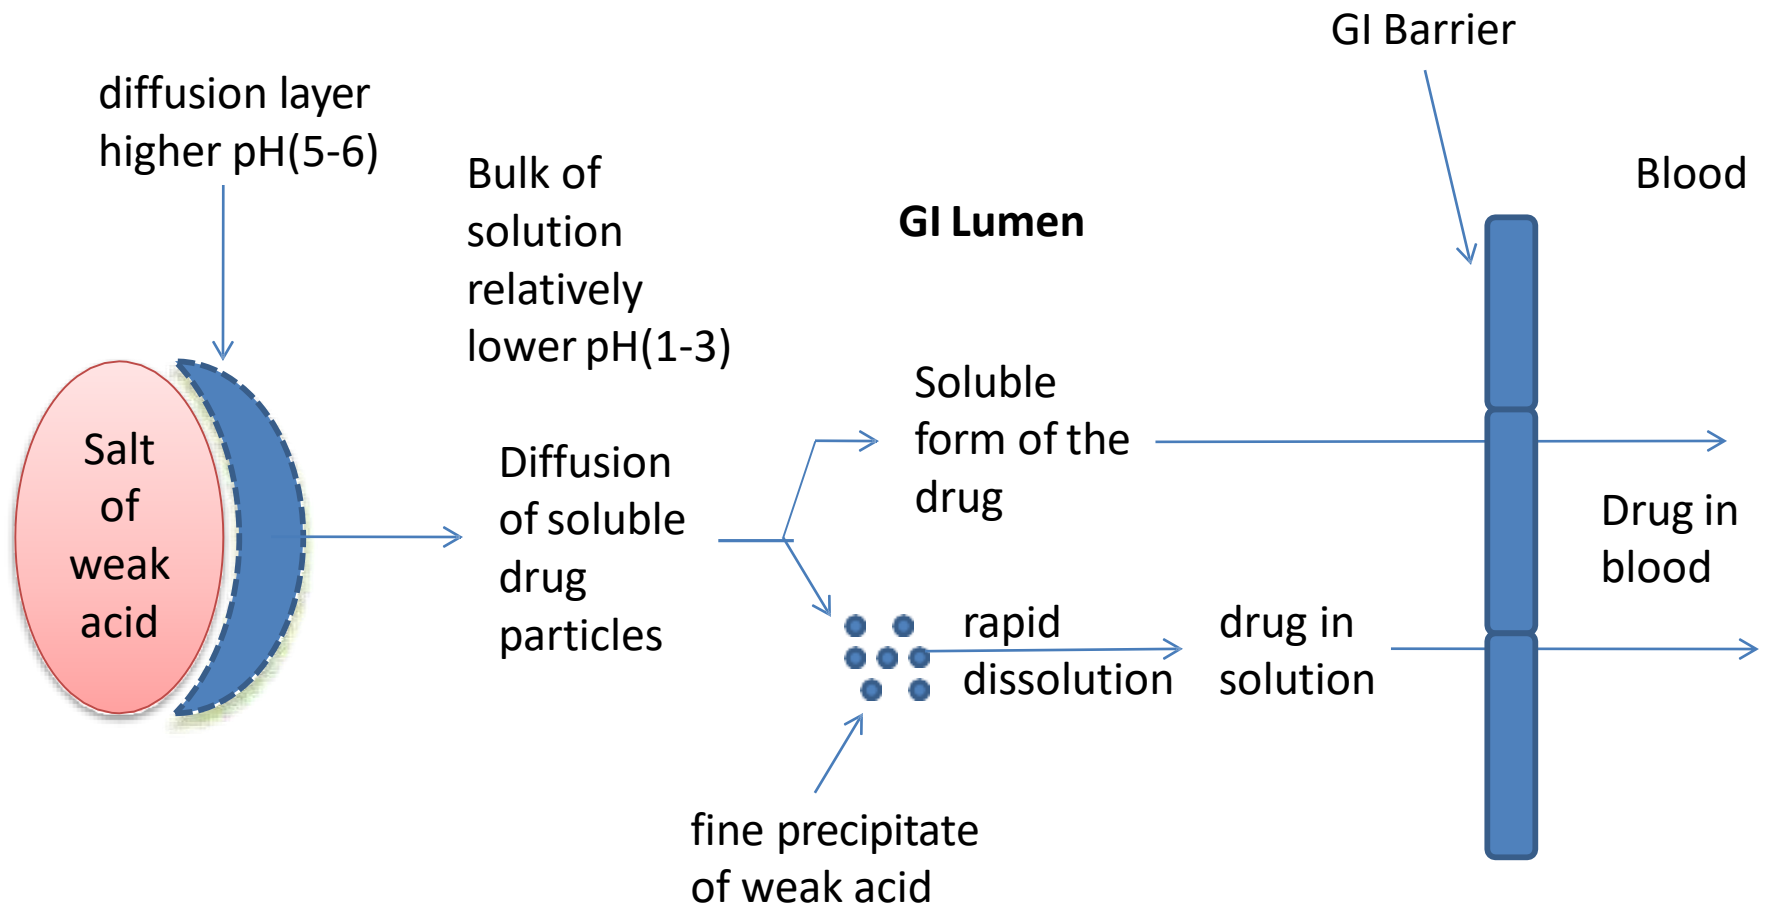 GI Barrier
diffusion layer
higher pH(5-6)
Bulk of
solution
relatively
lower pH(1-3)
GI Lumen
Blood
Salt
of
weak
acid
Diffusion
of soluble
drug
particles
Soluble
form of the
drug
Drug in
blood
rapid
dissolution
drug in
solution
fine precipitate
of weak acid